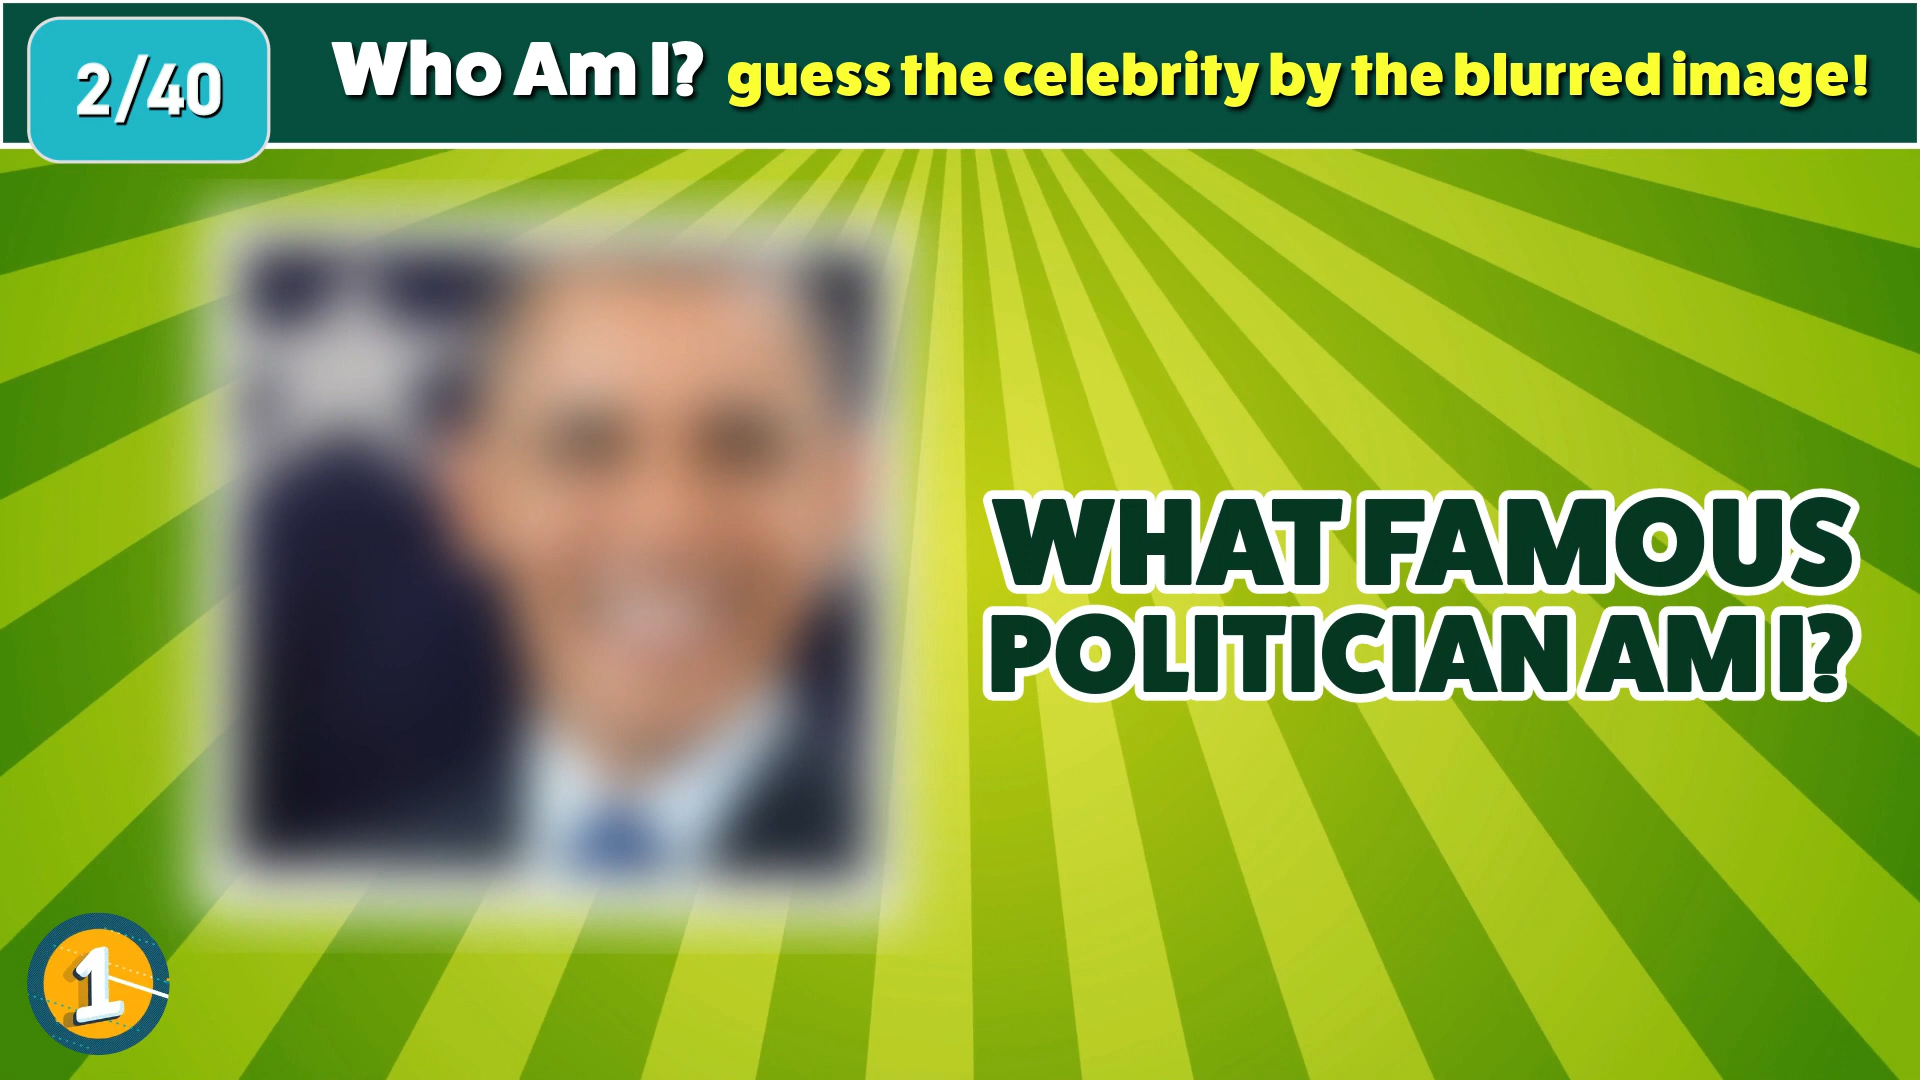 2/40
Who Am I? guess the celebrity by the blurred image!
WHAT FAMOUS
POLITICIAN AM I?
1